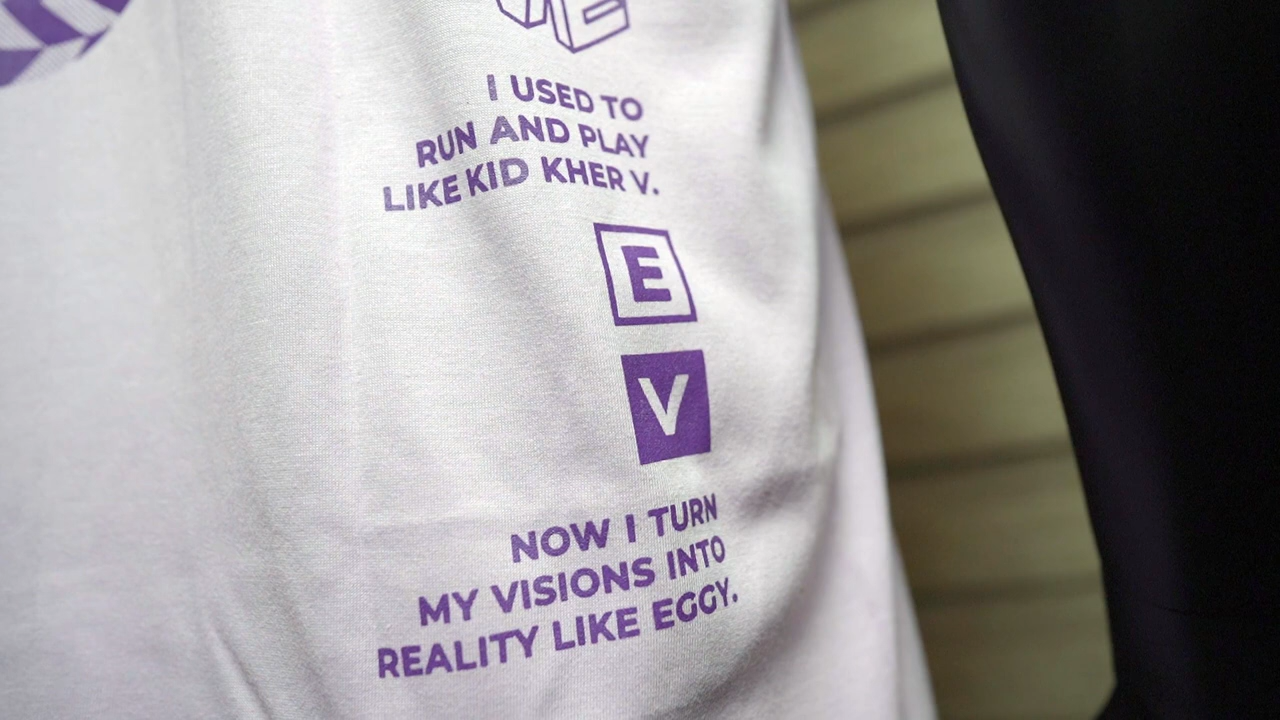 I USED TO
RUN AND PLAY
LIKE KID KHER V.
E
V
NOW I TURN
MY VISIONS INTO
REALITY LIKE EGGY.